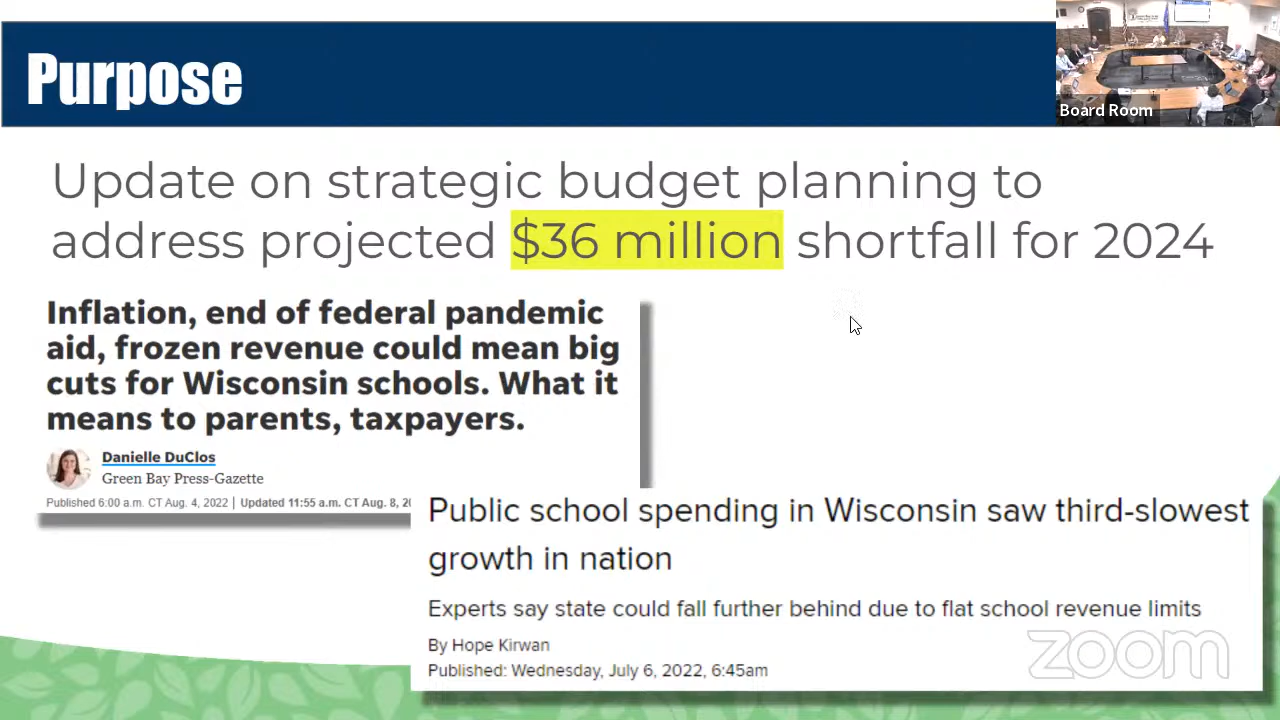 Purpose
Board Room
Update on strategic budget planning to
address projected $36 million shortfall for 2024
Inflation, end of federal pandemic
aid, frozen revenue could mean big
cuts for Wisconsin schools. What it
means to parents, taxpayers.
Danielle DuClos
Green Bay Press-Gazette
Published 6:00 a.m. CT Aug. 4, 2022 | Updated 11:55 a.m. CT Aug. 8, 20
Public school spending in Wisconsin saw third-slowest
growth in nation
Experts say state could fall further behind due to flat school revenue limits
By Hope Kirwan
Published: Wednesday, July 6, 2022, 6:45am
zoom